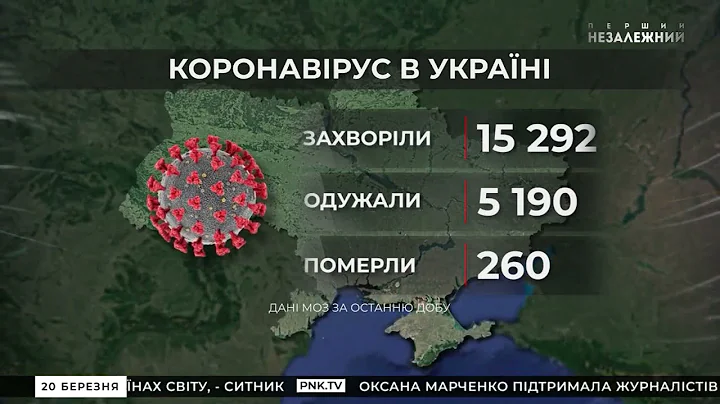 ПЕРШИЙ
НЕЗАЛЕЖНИЙ
КОРОНАВІРУС В УКРАЇНІ
ЗАХВОРІЛИ 15 292
ОДУЖАЛИ 5 190
ПОМЕРЛИ 260
ДАНІ МОЗ ЗА ОСТАННЮ ДОБУ
20 БЕРЕЗНЯ ЇНАХ СВІТУ, - СИТНИК PNK.TV ОКСАНА МАРЧЕНКО ПІДТРИМАЛА ЖУРНАЛІСТІВ